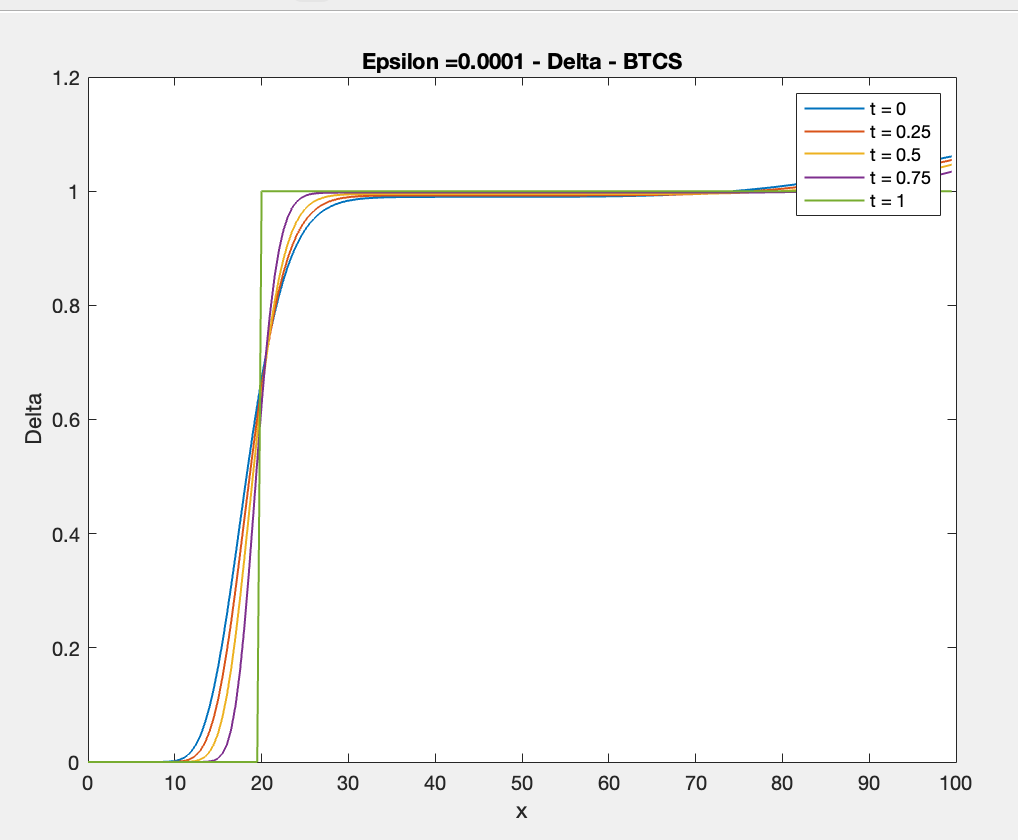 Epsilon =0.0001 - Delta - BTCS
1.2
1
0.8
0.6
0.4
0.2
0
Delta
t = 0
t = 0.25
t = 0.5
t = 0.75
t = 1
0 10 20 30 40 50 60 70 80 90 100
x